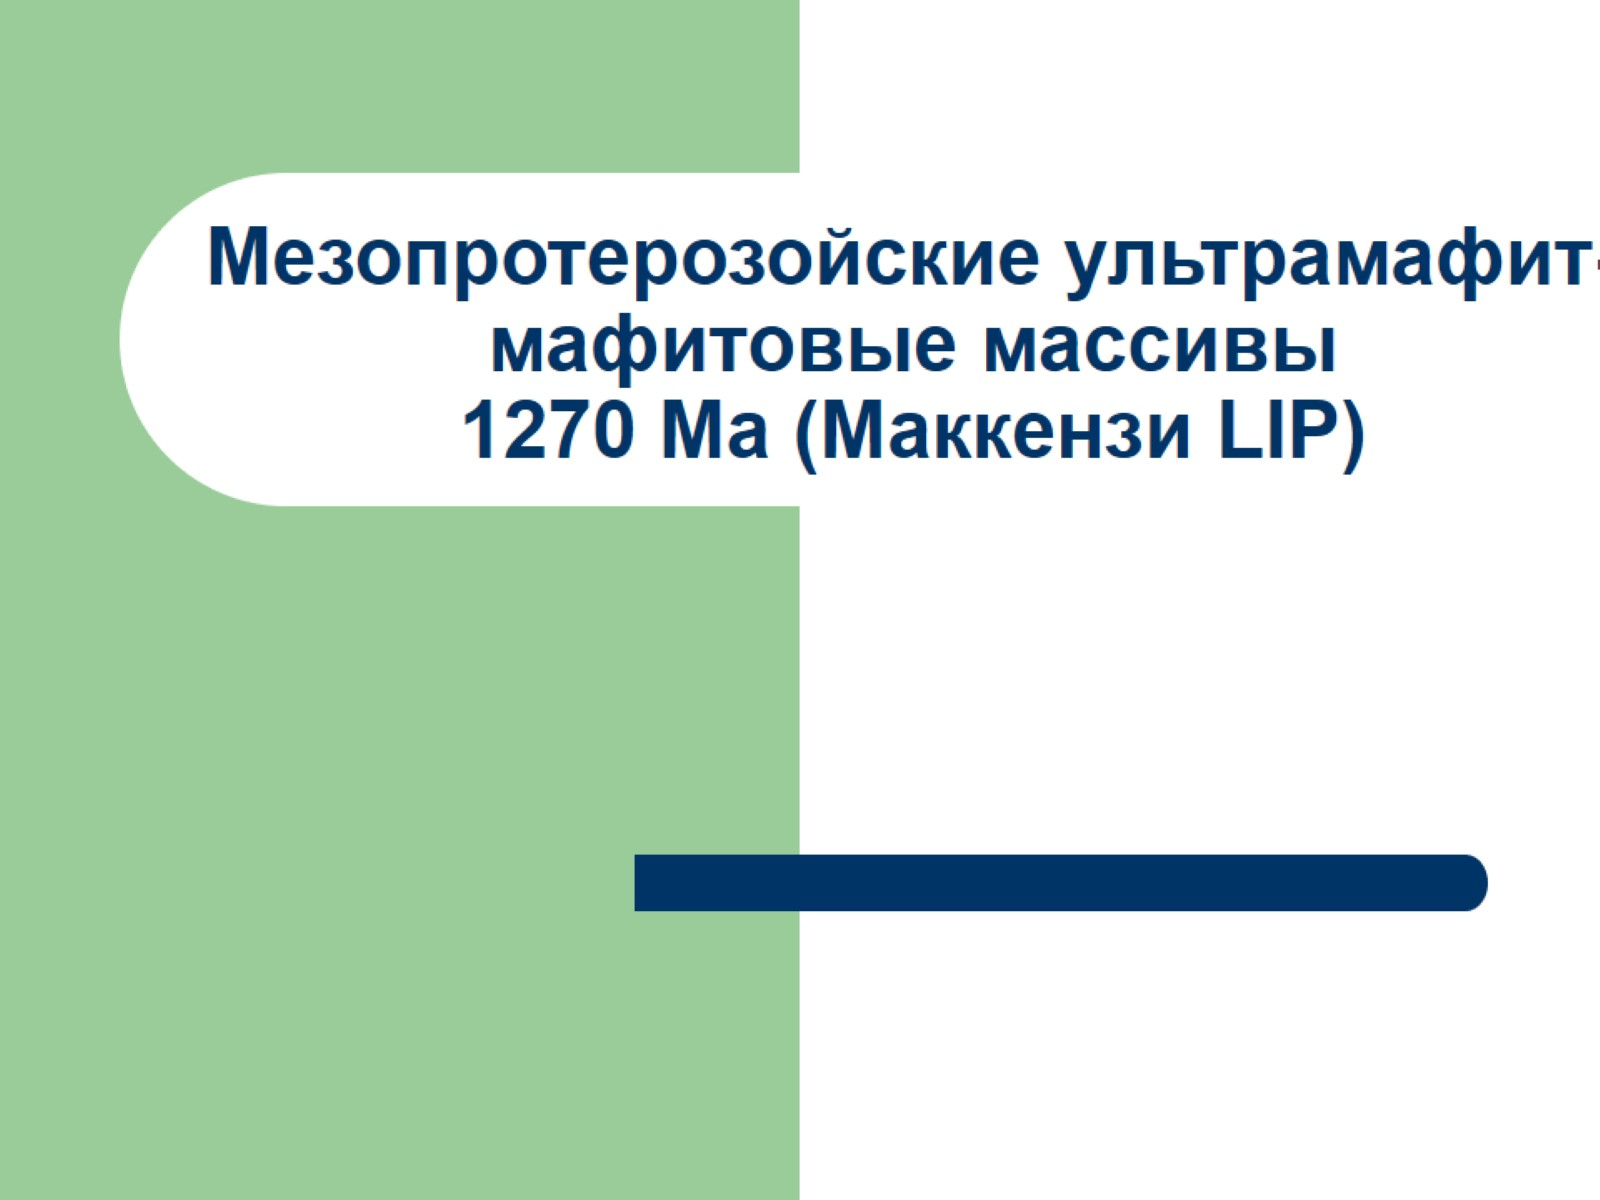 Мезопротерозойские ультрамафит-
мафитовые массивы
1270 Ма (Маккензи LIP)